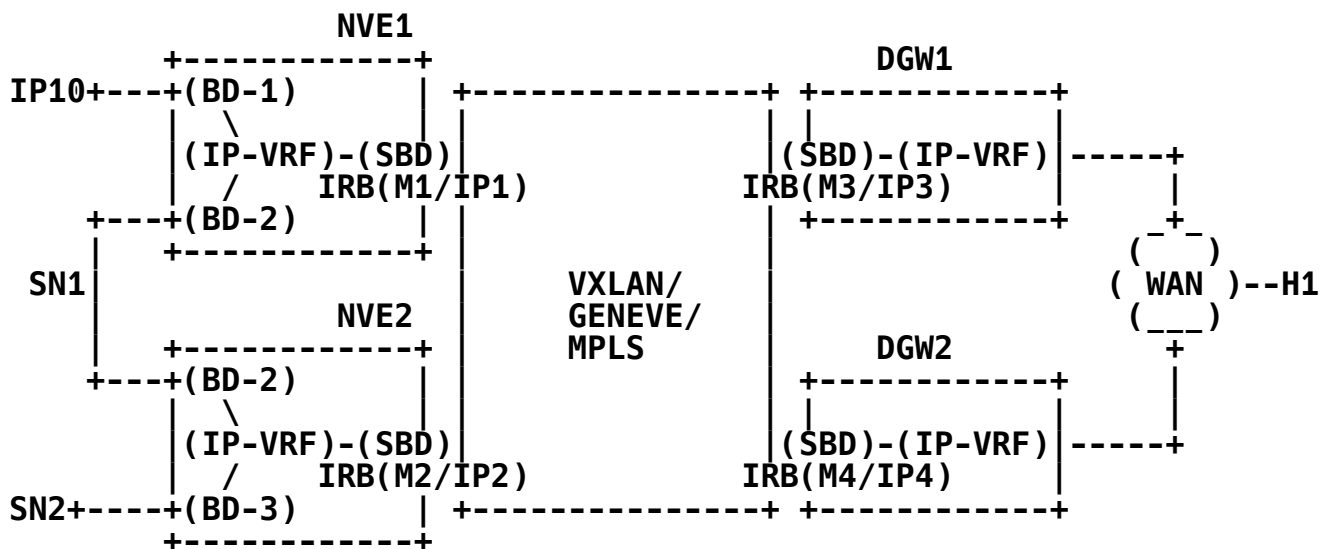 NVE1
+------------+ DGW1
IP10+---+(BD-1) | +--------------+ +------------+
| \ | | | | |
|(IP-VRF)-(SBD)| |(SBD)-(IP-VRF)|-----+
| / IRB(M1/IP1) IRB(M3/IP3) | |
+---+(BD-2) | | | +------------+ _+_
| +------------+ | | ( )
SN1| | VXLAN/ | ( WAN )--H1
| NVE2 | GENEVE/ | (___)
| +------------+ | MPLS | DGW2 +
+---+(BD-2) | | | +------------+ |
| \ | | | | | |
|(IP-VRF)-(SBD)| |(SBD)-(IP-VRF)|-----+
| / IRB(M2/IP2) IRB(M4/IP4) |
SN2+----+(BD-3) | +--------------+ +------------+
+------------+